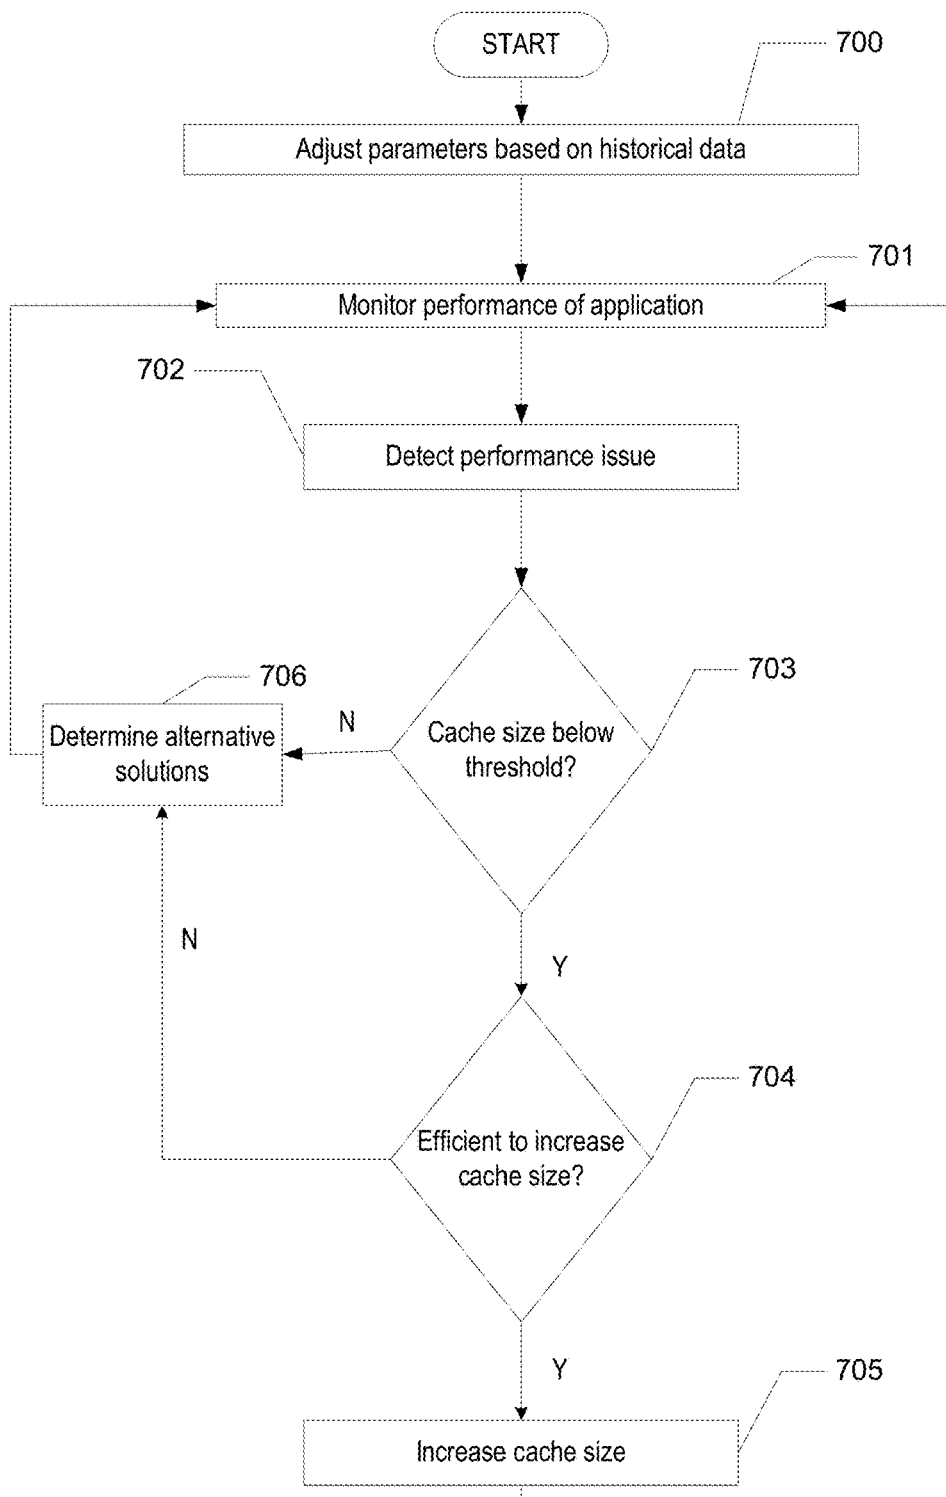 START
700
Adjust parameters based on historical data
701
Monitor performance of application
702
Detect performance issue
703
Cache size below
threshold?
706
Determine alternative
solutions
N
Y
N
704
Efficient to increase
cache size?
Y
705
Increase cache size